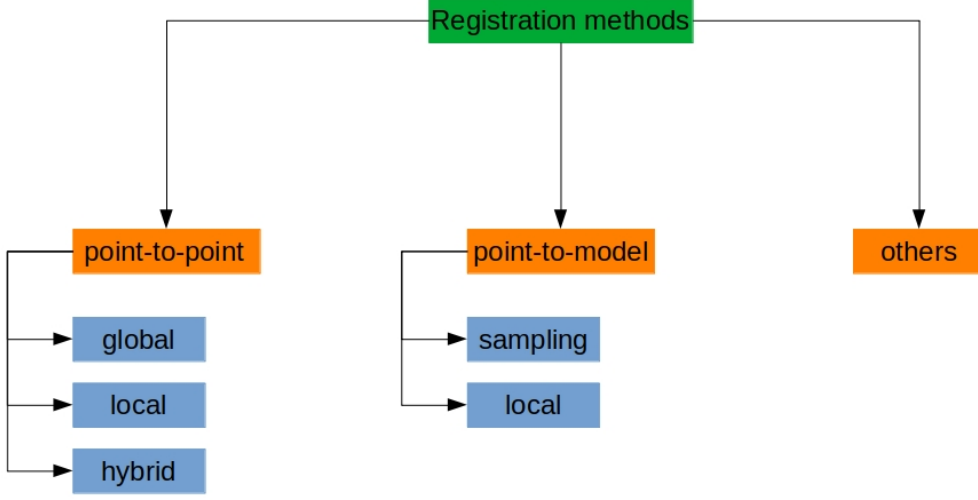 Registration methods
point-to-point
point-to-model
others
global
sampling
local
local
hybrid